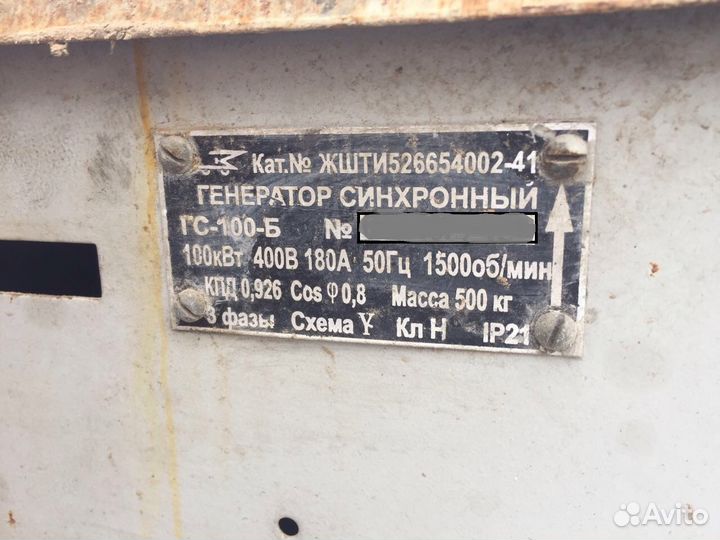 Кат.№ ЖШТИ526654002-41
ГЕНЕРАТОР СИНХРОННЫЙ
ГС-100-Б №
100кВт 400В 180А 50Гц 1500об/мин
КПД 0,926 Cos φ 0,8 Масса 500 кг
3 фазы Схема Y Кл Н IP21
Avito